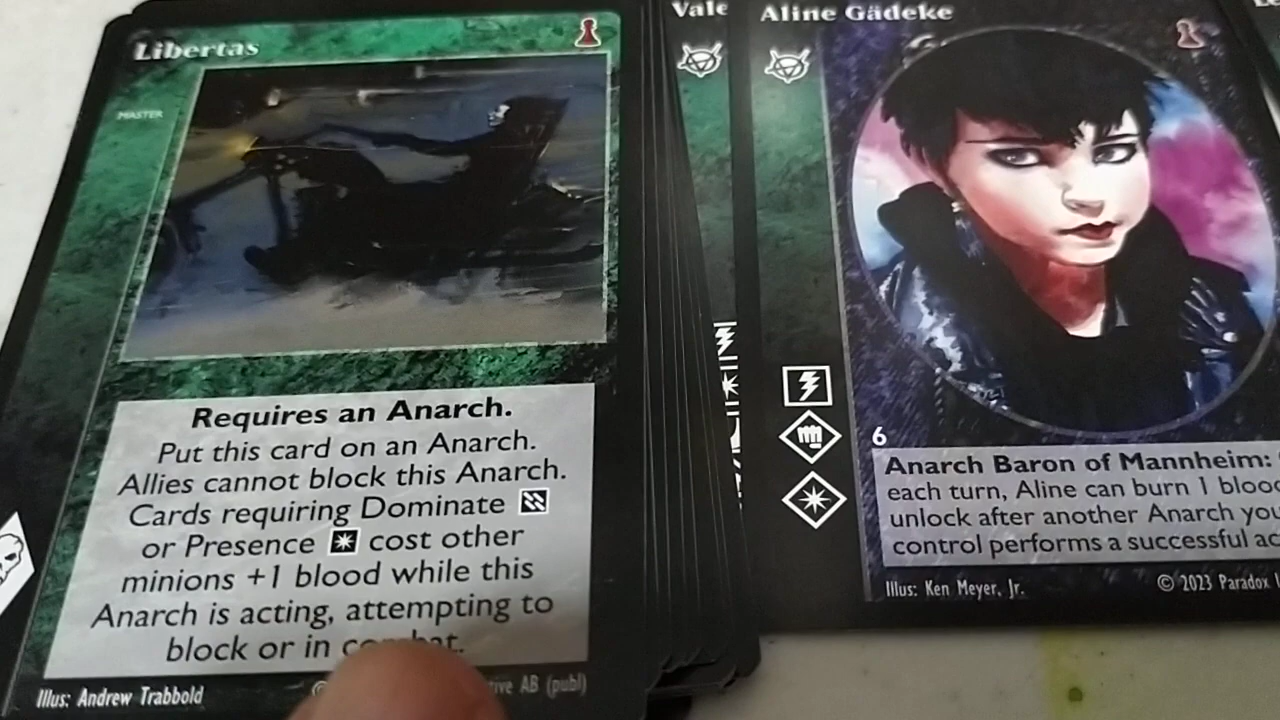 Libertas
MASTER
Requires an Anarch.
Put this card on an Anarch.
Allies cannot block this Anarch.
Cards requiring Dominate
or Presence cost other
minions +1 blood while this
Anarch is acting, attempting to
block or in combat.
Illus: Andrew Trabbold
AB (publ)
Vale
Aline Gädeke
6
Anarch Baron of Mannheim:
each turn, Aline can burn 1 blood
unlock after another Anarch you
control performs a successful
Illus: Ken Meyer, Jr.
© 2023 Paradox